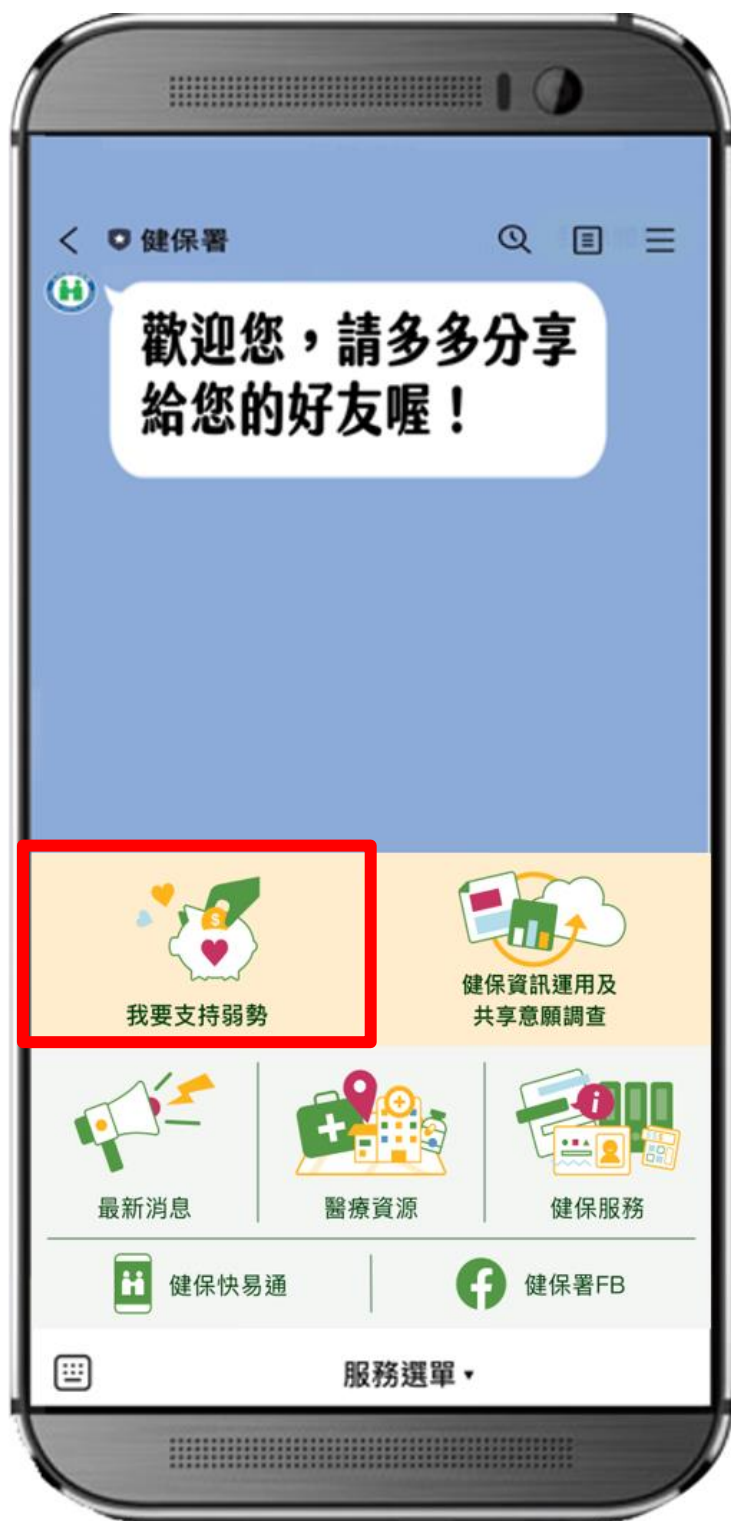 健保署
歡迎您，請多多分享
給您的好友喔！
我要支持弱勢
健保資訊運用及
共享意願調查
最新消息
醫療資源
健保服務
健保快易通
健保署FB
服務選單